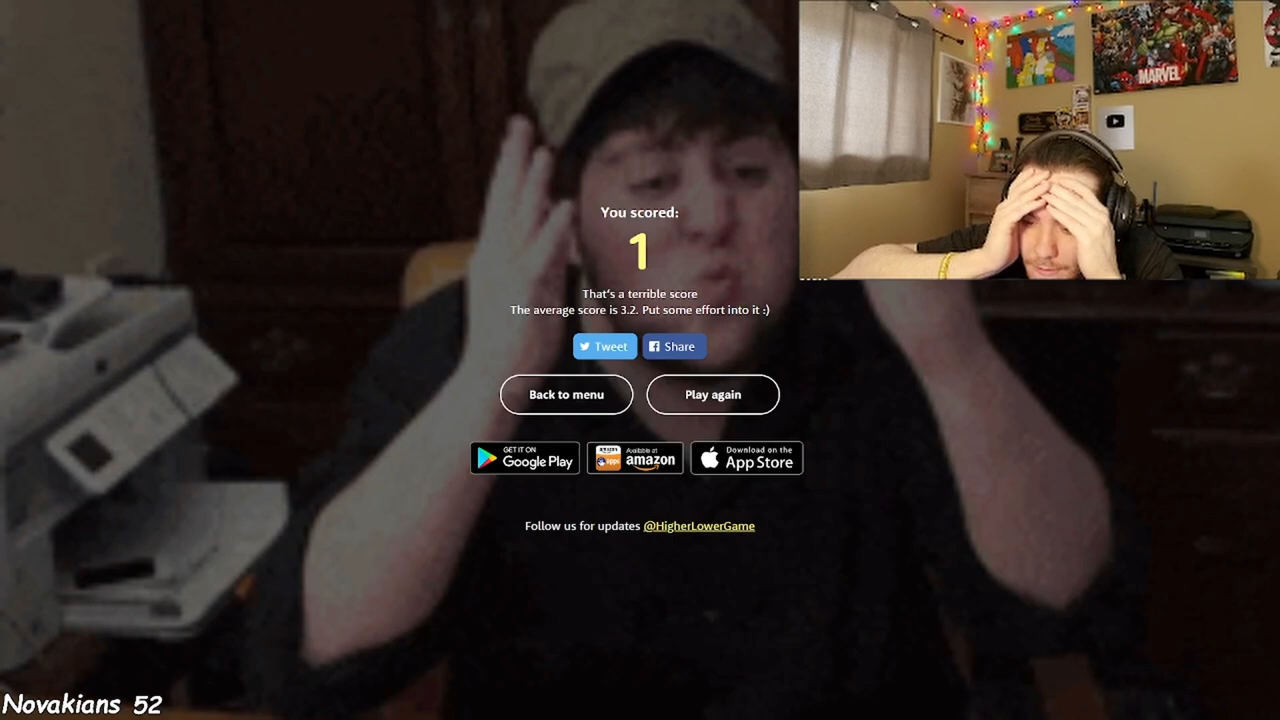 MARVEL
You scored:
1
That's a terrible score
The average score is 3.2. Put some effort into it :)
Tweet
Share
Back to menu
Play again
GET IT ON
Google Play
Available at
amazon
Download on the
App Store
Follow us for updates @HigherLowerGame
Novakians 52